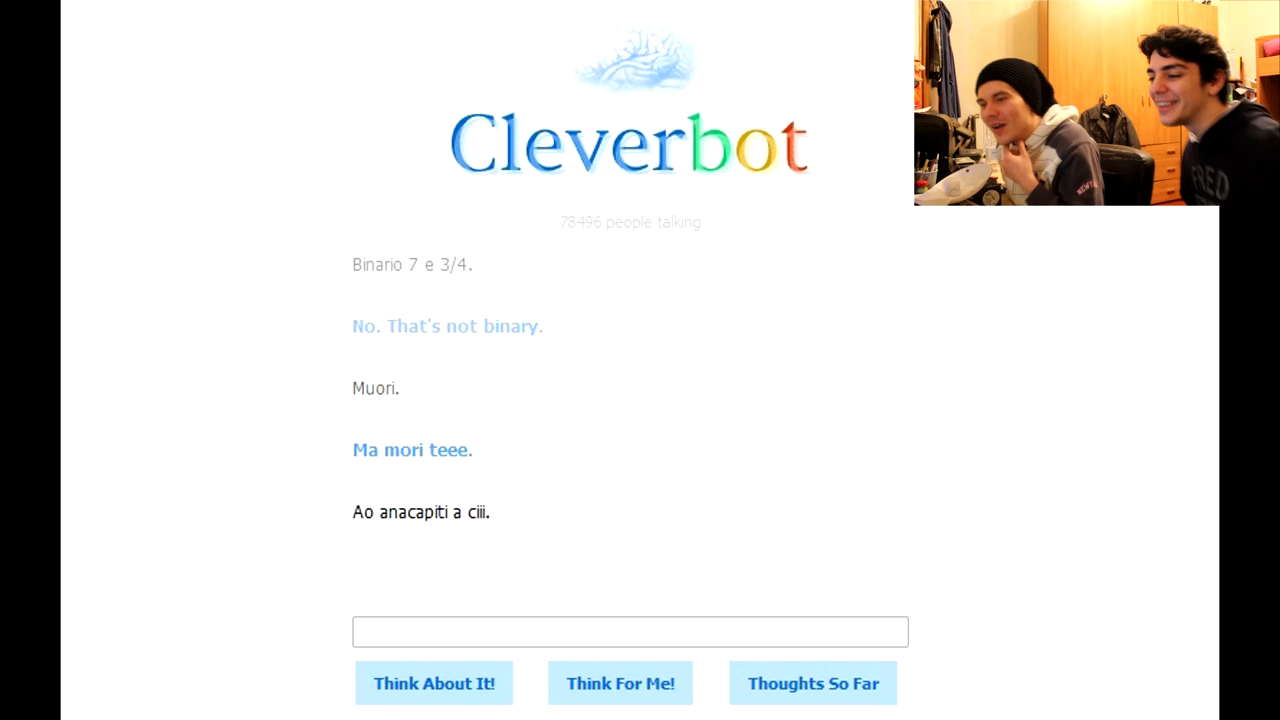 Cleverbot
78496 people talking
Binario 7 e 3/4.
No. That's not binary.
Muori.
Ma mori teee.
Ao anacapiti a ciii.
Think About It!
Think For Me!
Thoughts So Far